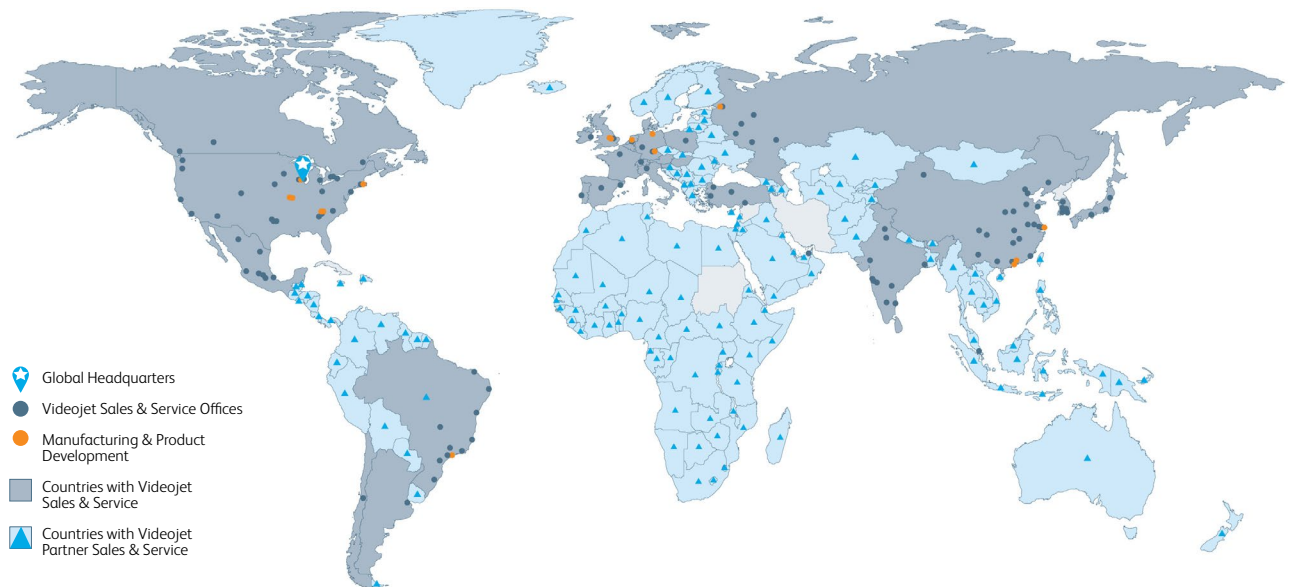 Global Headquarters
Videojet Sales & Service Offices
Manufacturing & Product
Development
Countries with Videojet
Sales & Service
Countries with Videojet
Partner Sales & Service